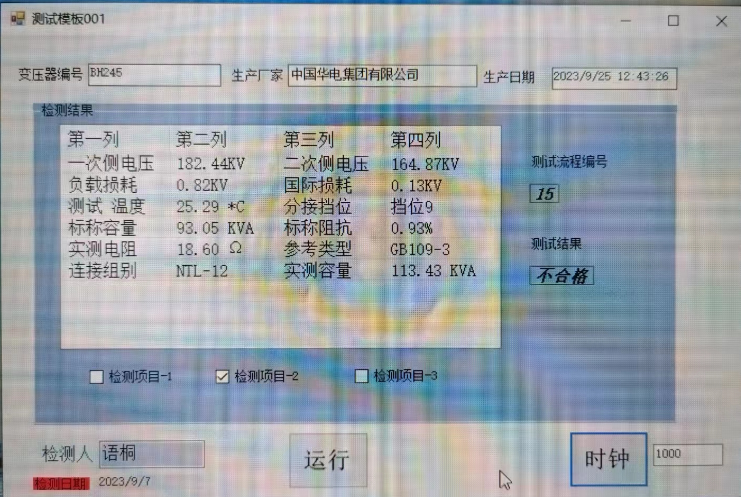 测试模板001
变压器编号 BH245 生产厂家 中国华电集团有限公司 生产日期 2023/9/25 12:43:26
检测结果
第一列 第二列 第三列 第四列
一次侧电压 182.44KV 二次侧电压 164.87KV
负载损耗 0.82KV 国际损耗 0.13KV
测试 温度 25.29 *C 分接挡位 挡位9
标称容量 93.05 KVA 标称阻抗 0.93%
实测电阻 18.60 Ω 参考类型 GB109-3
连接组别 NTL-12 实测容量 113.43 KVA
测试流程编号
15
测试结果
不合格
检测项目-1 检测项目-2 检测项目-3
检测人 语桐 运行 时钟 1000
检测日期 2023/9/7